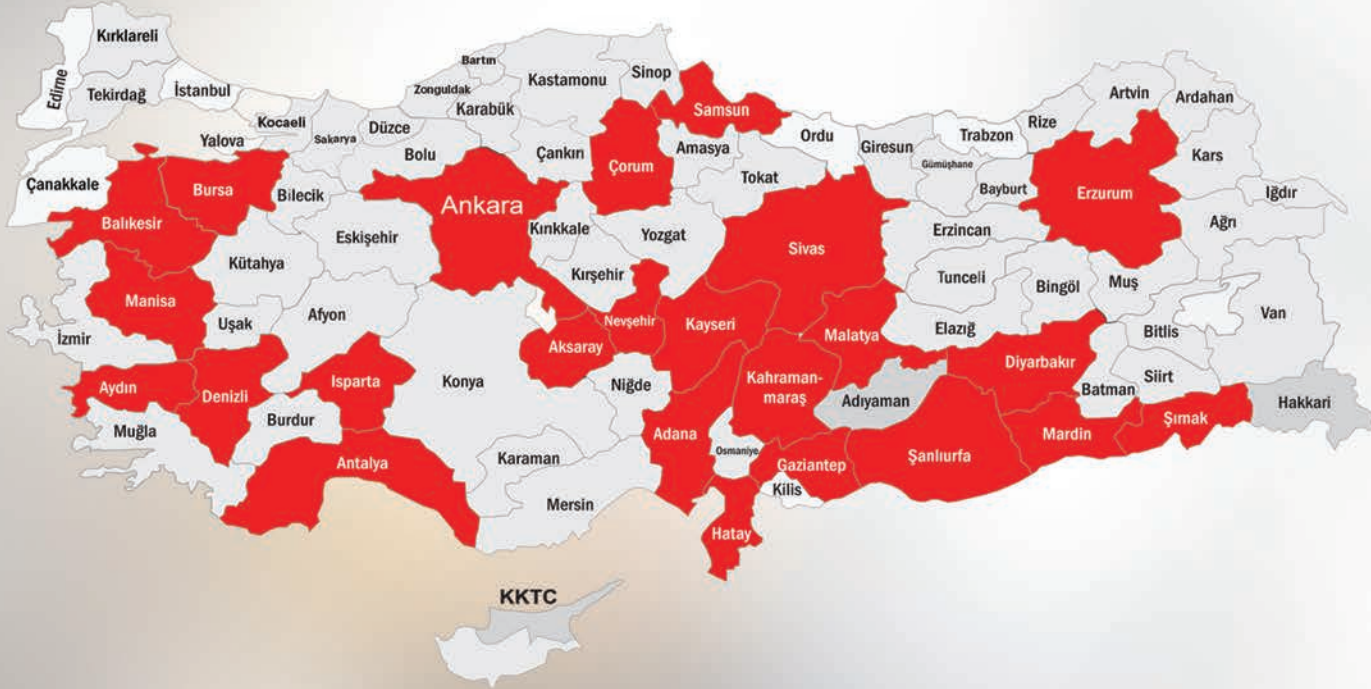 Kırklareli
Edirne
Tekirdağ
İstanbul
Kocaeli
Yalova
Sakarya
Düzce
Zonguldak
Bartın
Karabük
Kastamonu
Sinop
Samsun
Bolu
Çankırı
Çorum
Amasya
Ordu
Giresun
Trabzon
Rize
Artvin
Ardahan
Kars
Gümüşhane
Bayburt
Tokat
Erzurum
Iğdır
Ağrı
Çanakkale
Balıkesir
Bursa
Bilecik
Eskişehir
Ankara
Kırıkkale
Yozgat
Sivas
Erzincan
Tunceli
Bingöl
Muş
Kütahya
Kırşehir
Manisa
Uşak
Afyon
Nevşehir
Kayseri
Malatya
Elazığ
Bitlis
Van
İzmir
Aksaray
Diyarbakır
Batman
Siirt
Aydın
Denizli
Isparta
Konya
Niğde
Kahraman-
maraş
Adıyaman
Şırnak
Hakkari
Muğla
Burdur
Adana
Osmaniye
Gaziantep
Şanlıurfa
Mardin
Antalya
Karaman
Mersin
Kilis
Hatay
KKTC